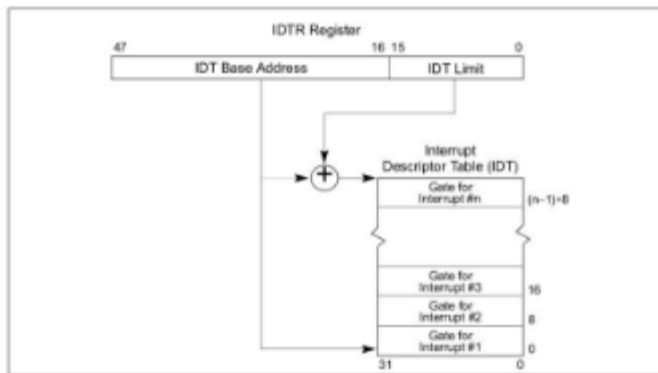 IDTR Register
47 16 15 0
IDT Base Address IDT Limit
+
Interrupt
Descriptor Table (IDT)
Gate for
Interrupt #n
(n−1)∗8
Gate for
Interrupt #3
16
Gate for
Interrupt #2
8
Gate for
Interrupt #1
0
31 0